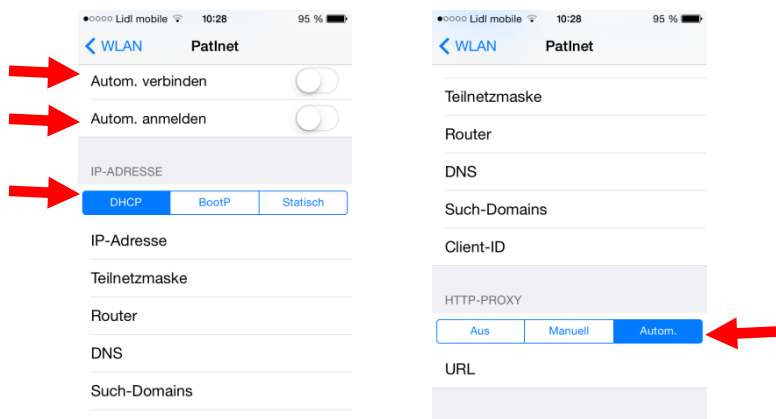 Lidl mobile 10:28 95 %
WLAN PatInet
Autom. verbinden
Autom. anmelden
IP-ADRESSE
DHCP BootP Statisch
IP-Adresse
Teilnetzmaske
Router
DNS
Such-Domains
Lidl mobile 10:28 95 %
WLAN PatInet
Teilnetzmaske
Router
DNS
Such-Domains
Client-ID
HTTP-PROXY
Aus Manuell Autom.
URL